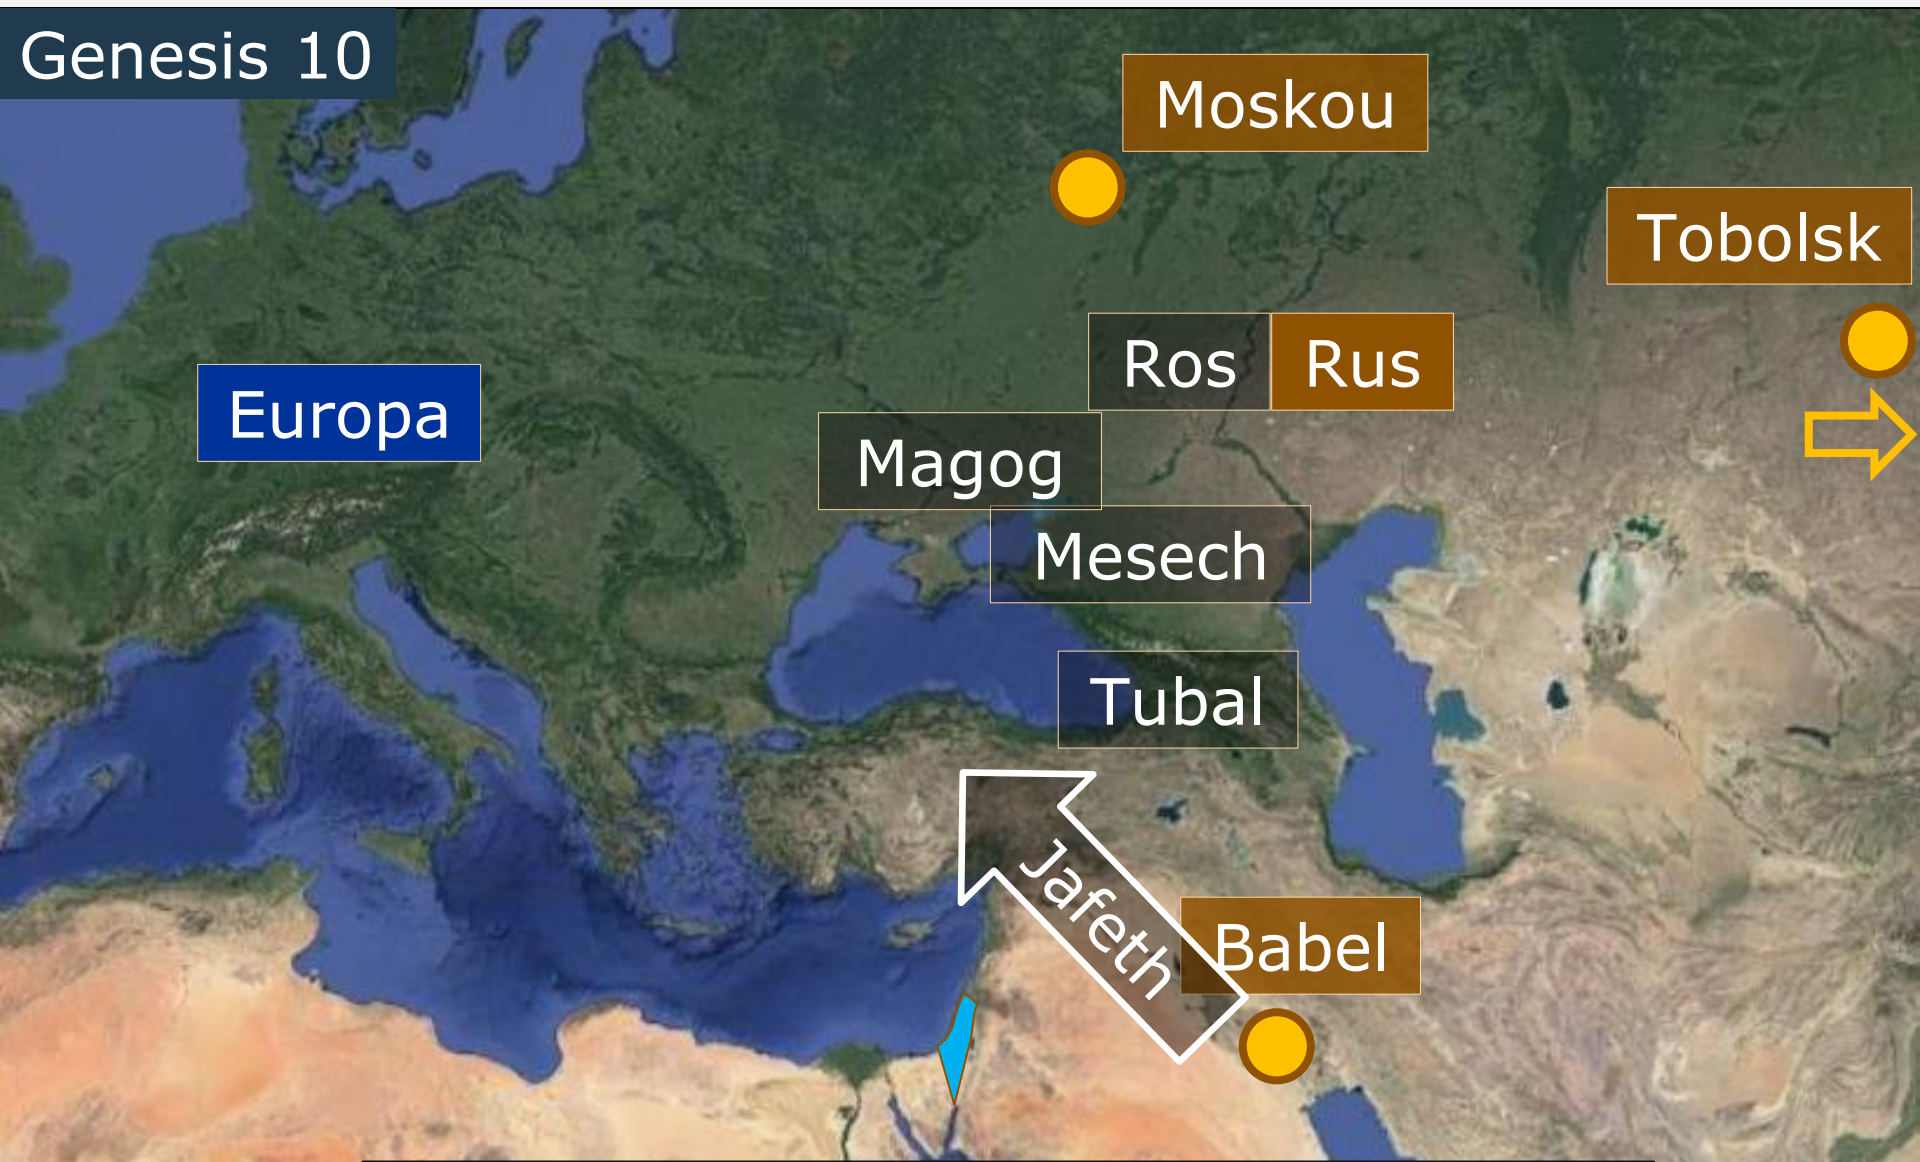 Genesis 10
Moskou
Tobolsk
Ros Rus
Europa
Magog
Mesech
Tubal
Jafeth
Babel